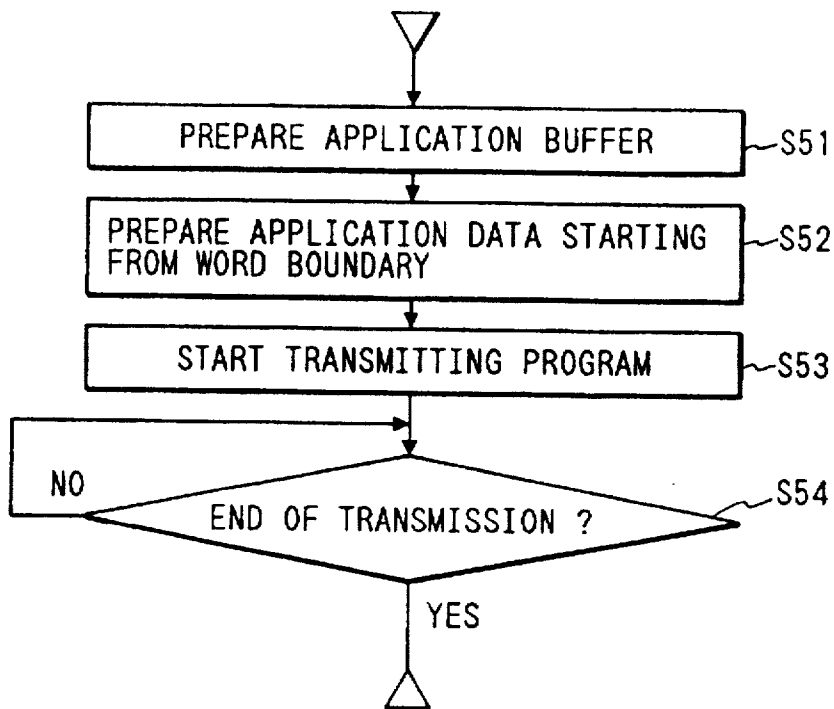 PREPARE APPLICATION BUFFER
S51
PREPARE APPLICATION DATA STARTING
FROM WORD BOUNDARY
S52
START TRANSMITTING PROGRAM
S53
NO
END OF TRANSMISSION ?
S54
YES